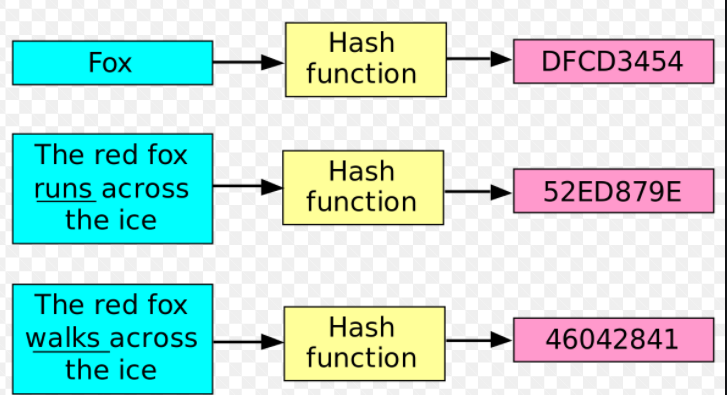 Fox
Hash
function
DFCD3454
The red fox
runs across
the ice
Hash
function
52ED879E
The red fox
walks across
the ice
Hash
function
46042841